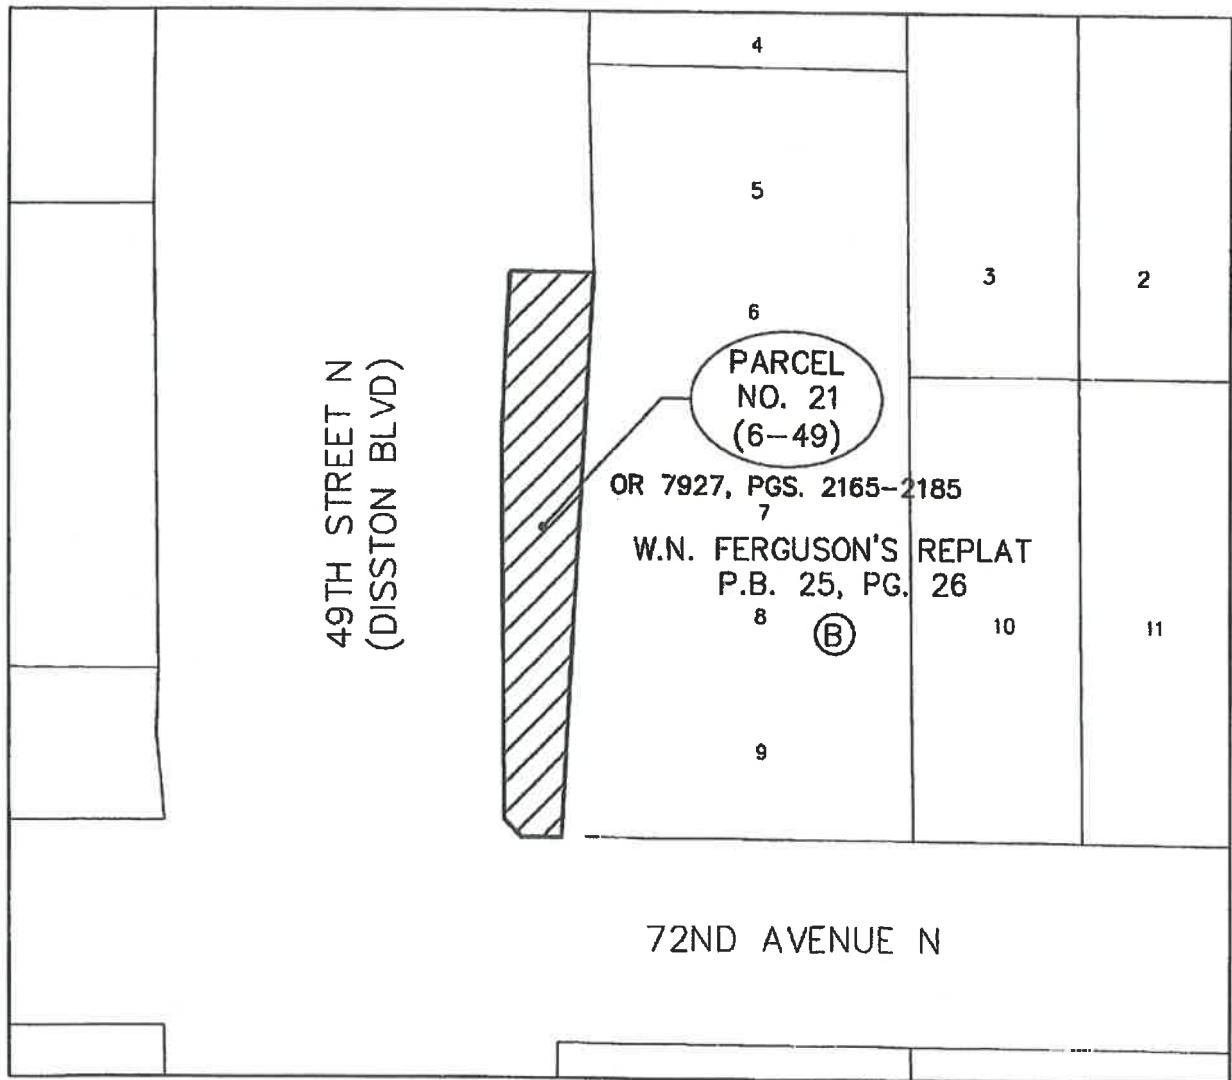 4
5
3
2
6
PARCEL
NO. 21
(6-49)
49TH STREET N
(DISSTON BLVD)
OR 7927, PGS. 2165-2185
7
W.N. FERGUSON'S REPLAT
P.B. 25, PG. 26
8
B
10
11
9
72ND AVENUE N